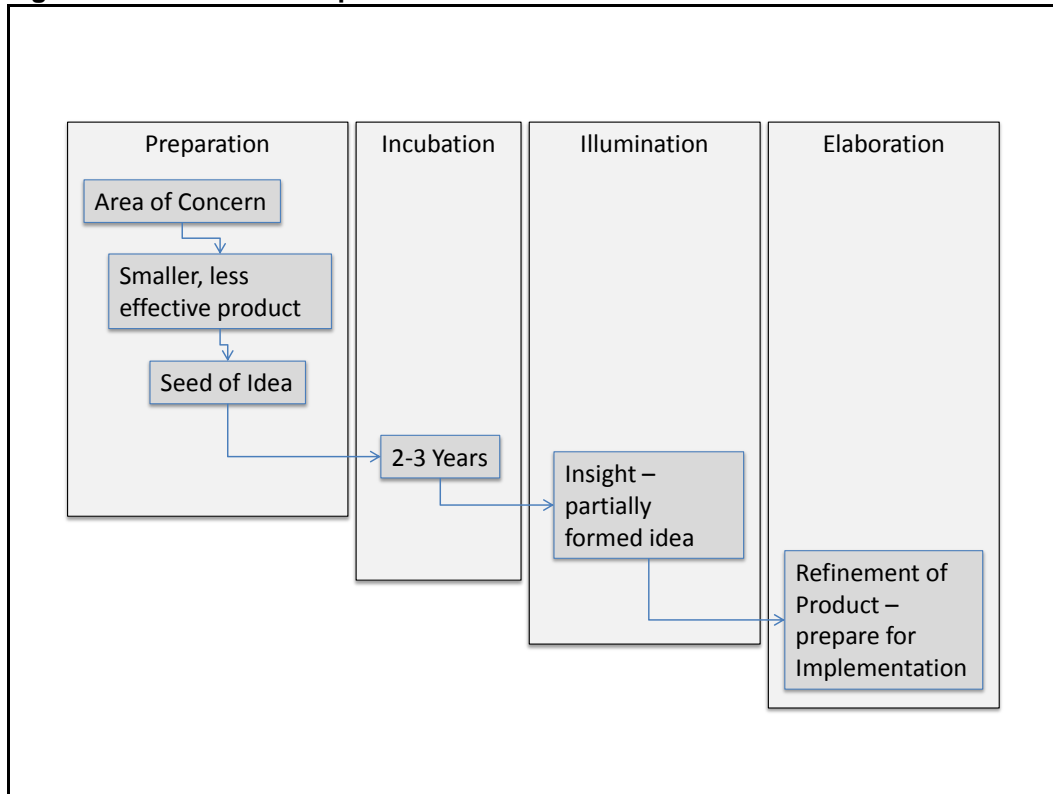 Preparation
Incubation
Illumination
Elaboration
Area of Concern
Smaller, less
effective product
Seed of Idea
2-3 Years
Insight –
partially
formed idea
Refinement of
Product –
prepare for
Implementation